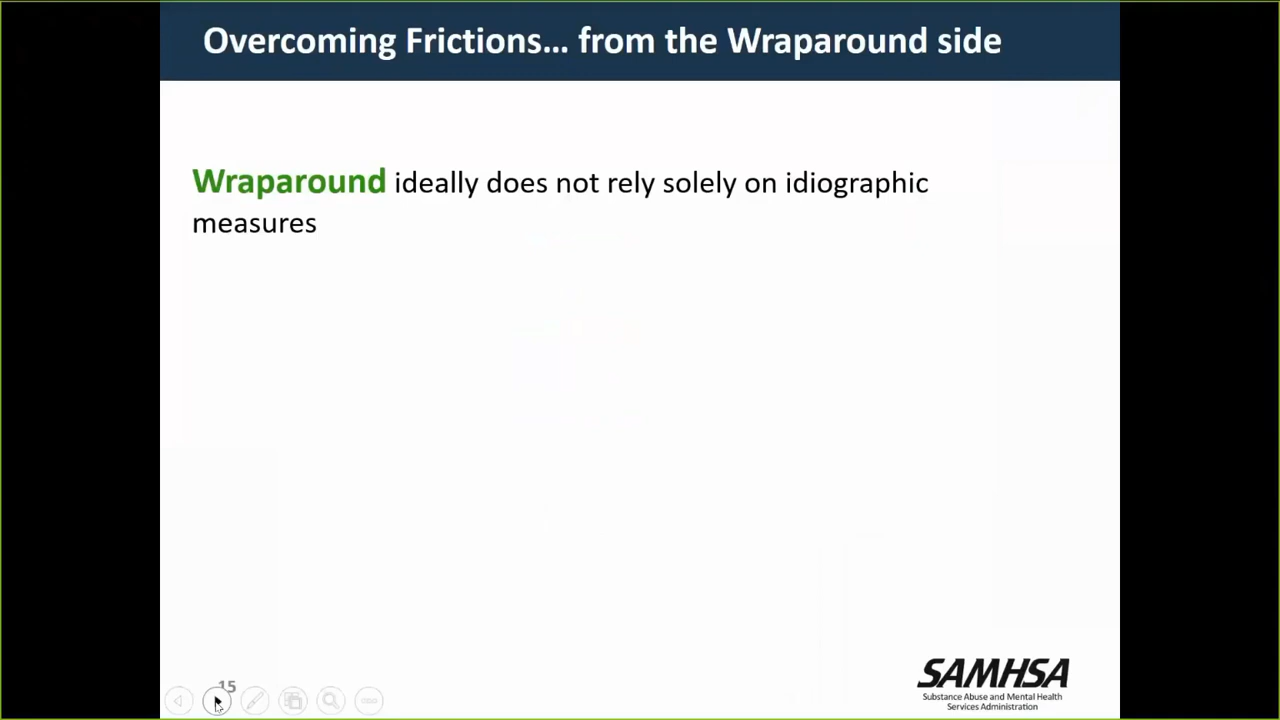 Overcoming Frictions… from the Wraparound side
Wraparound ideally does not rely solely on idiographic
measures
15
SAMHSA
Substance Abuse and Mental Health
Services Administration